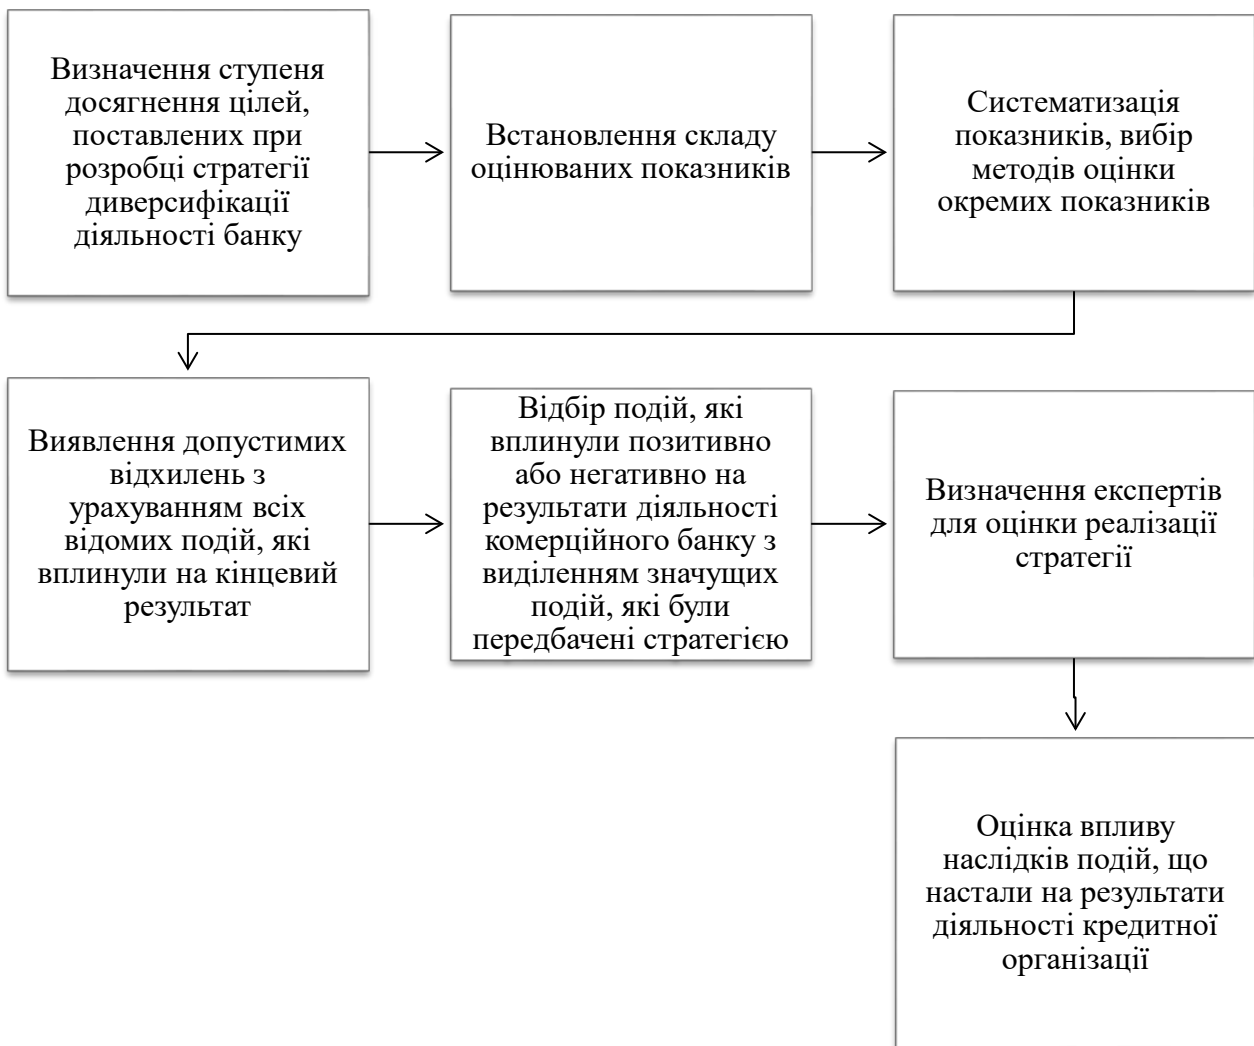 Визначення ступеня
досягнення цілей,
поставлених при
розробці стратегії
диверсифікації
діяльності банку
Встановлення складу
оцінюваних показників
Систематизація
показників, вибір
методів оцінки
окремих показників
Виявлення допустимих
відхилень з
урахуванням всіх
відомих подій, які
вплинули на кінцевий
результат
Відбір подій, які
вплинули позитивно
або негативно на
результати діяльності
комерційного банку з
виділенням значущих
подій, які були
передбачені стратегією
Визначення експертів
для оцінки реалізації
стратегії
Оцінка впливу
наслідків подій, що
настали на результати
діяльності кредитної
організації